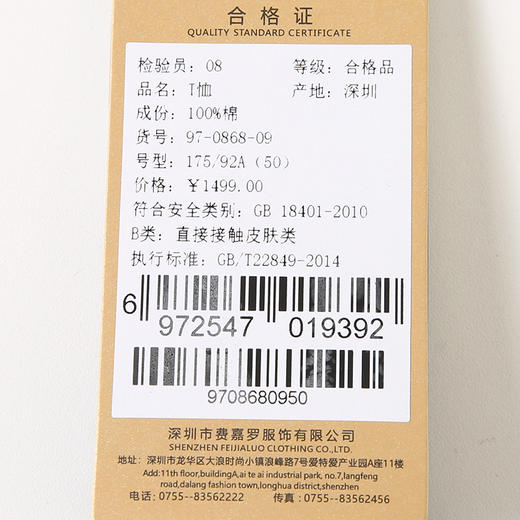 合格证
QUALITY STANDARD CERTIFICATE
检验员：08 等级：合格品
品名：T恤 产地：深圳
成份：100%棉
货号：97-0868-09
号型：175/92A（50）
价格：￥1499.00
符合安全类别：GB 18401-2010
B类：直接接触皮肤类
执行标准：GB/T22849-2014
6 972547 019392
9708680950
深圳市费嘉罗服饰有限公司
SHENZHEN FEIJIALUO CLOTHING CO.,LTD
地址：深圳市龙华区大浪时尚小镇浪峰路7号爱特爱产业园A座11楼
Add:11th floor,buildingA,ai te ai industrial park, no.7,langfeng
road,dalang fashion town,longhua district,shenzhen
电话：0755--83562222 传真：0755--83562456